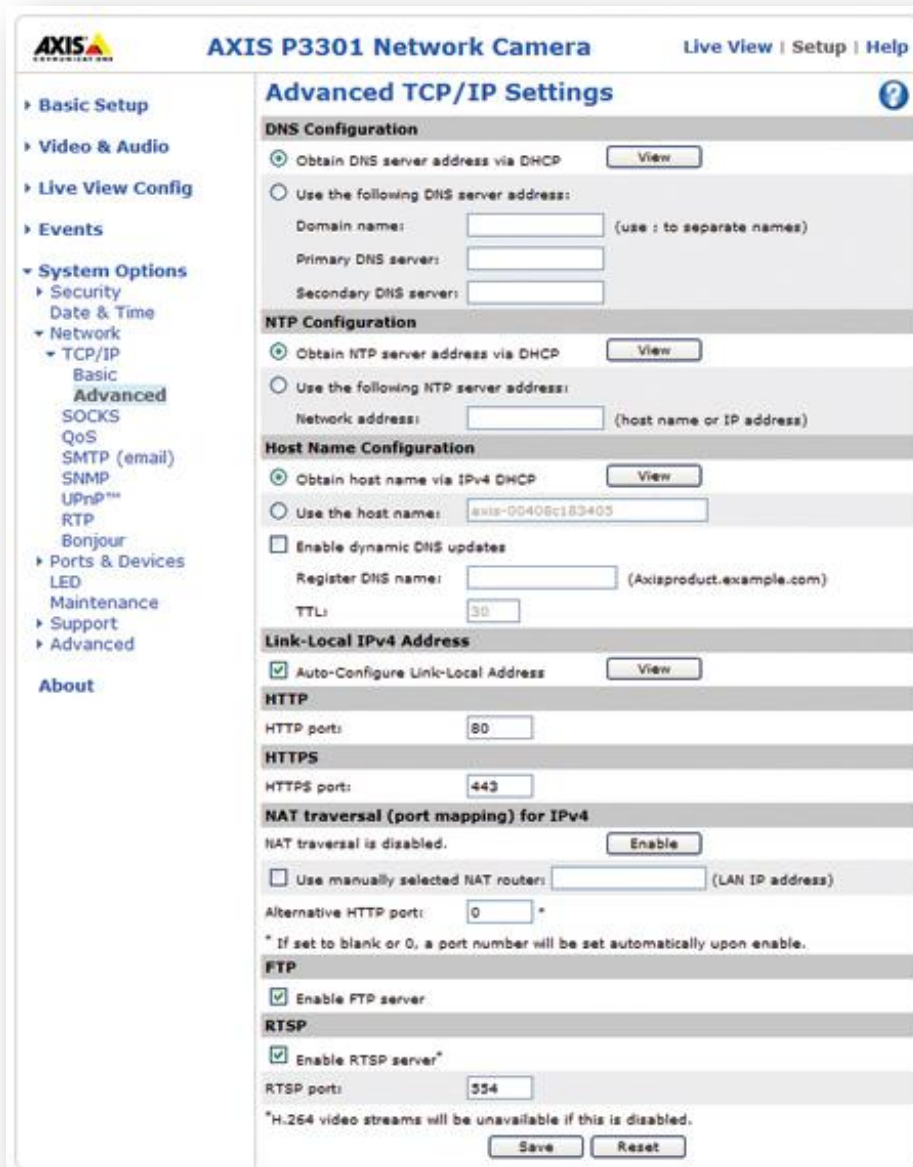 AXIS
COMMUNICATIONS
AXIS P3301 Network Camera
Live View | Setup | Help
Basic Setup
Video & Audio
Live View Config
Events
System Options
Security
Date & Time
Network
TCP/IP
Basic
Advanced
SOCKS
QoS
SMTP (email)
SNMP
UPnP™
RTP
Bonjour
Ports & Devices
LED
Maintenance
Support
Advanced
About
Advanced TCP/IP Settings
?
DNS Configuration
Obtain DNS server address via DHCP View
Use the following DNS server address:
Domain name: (use ; to separate names)
Primary DNS server:
Secondary DNS server:
NTP Configuration
Obtain NTP server address via DHCP View
Use the following NTP server address:
Network address: (host name or IP address)
Host Name Configuration
Obtain host name via IPv4 DHCP View
Use the host name: axis-00408c183405
Enable dynamic DNS updates
Register DNS name: (Axisproduct.example.com)
TTL: 30
Link-Local IPv4 Address
Auto-Configure Link-Local Address View
HTTP
HTTP port: 80
HTTPS
HTTPS port: 443
NAT traversal (port mapping) for IPv4
NAT traversal is disabled. Enable
Use manually selected NAT router: (LAN IP address)
Alternative HTTP port: 0 *
* If set to blank or 0, a port number will be set automatically upon enable.
FTP
Enable FTP server
RTSP
Enable RTSP server*
RTSP port: 554
*H.264 video streams will be unavailable if this is disabled.
Save Reset